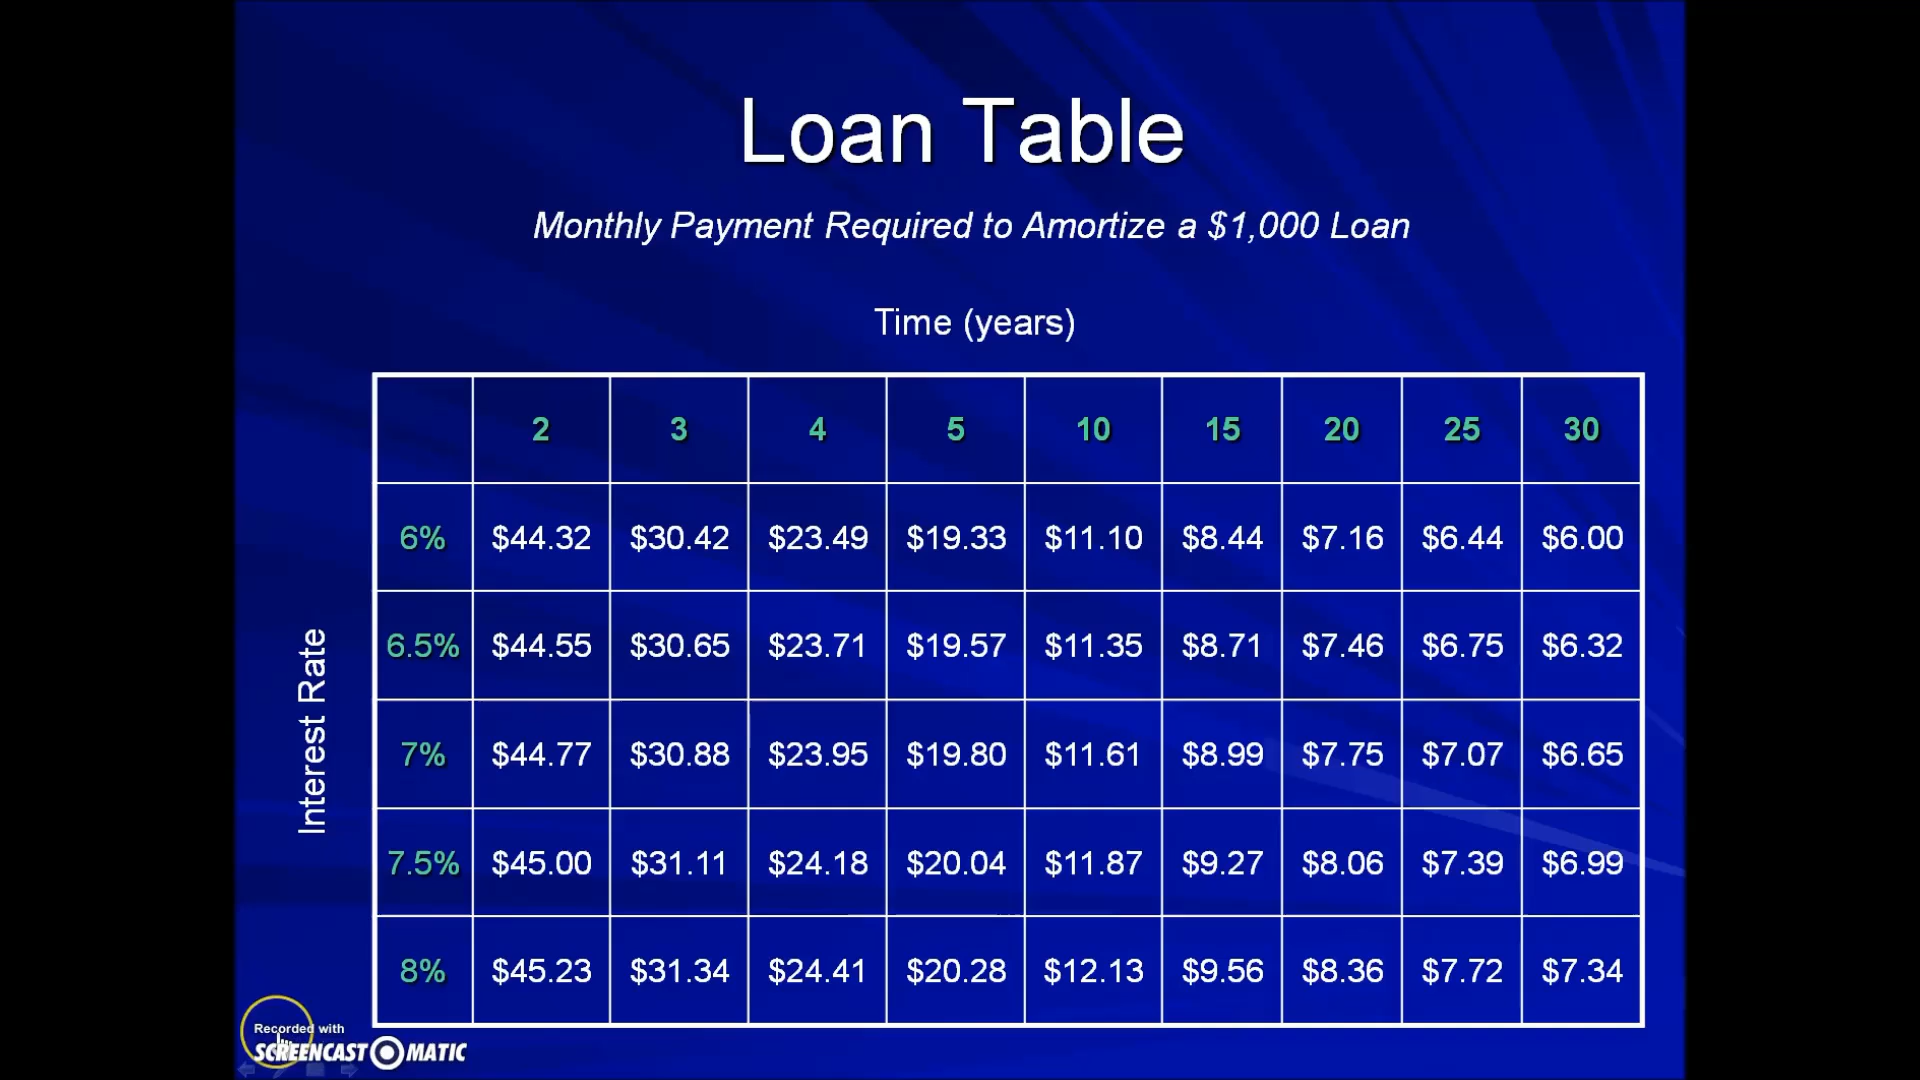 Loan Table
Monthly Payment Required to Amortize a $1,000 Loan
Time (years)
2 3 4 5 10 15 20 25 30
6% $44.32 $30.42 $23.49 $19.33 $11.10 $8.44 $7.16 $6.44 $6.00
6.5% $44.55 $30.65 $23.71 $19.57 $11.35 $8.71 $7.46 $6.75 $6.32
Interest Rate
7% $44.77 $30.88 $23.95 $19.80 $11.61 $8.99 $7.75 $7.07 $6.65
7.5% $45.00 $31.11 $24.18 $20.04 $11.87 $9.27 $8.06 $7.39 $6.99
8% $45.23 $31.34 $24.41 $20.28 $12.13 $9.56 $8.36 $7.72 $7.34
Recorded with
SCREENCAST MATIC